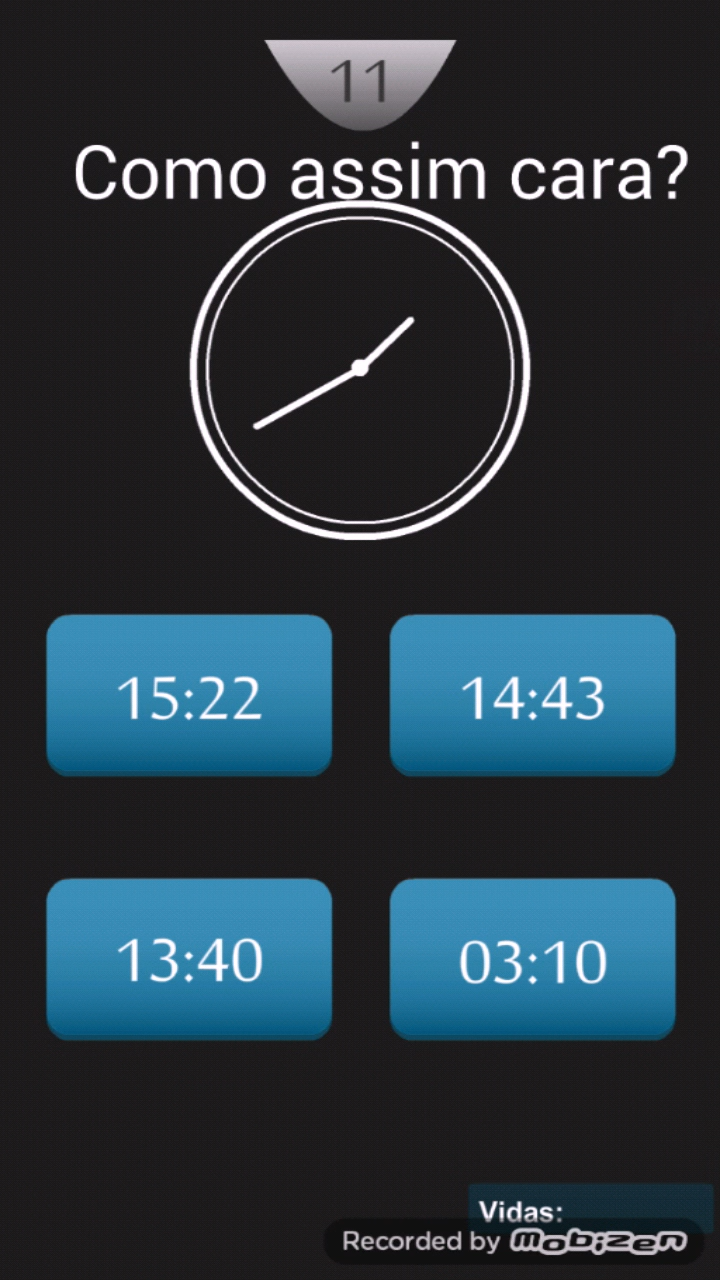 11
Como assim cara?
15:22
14:43
13:40
03:10
Vidas:
Recorded by mobizen